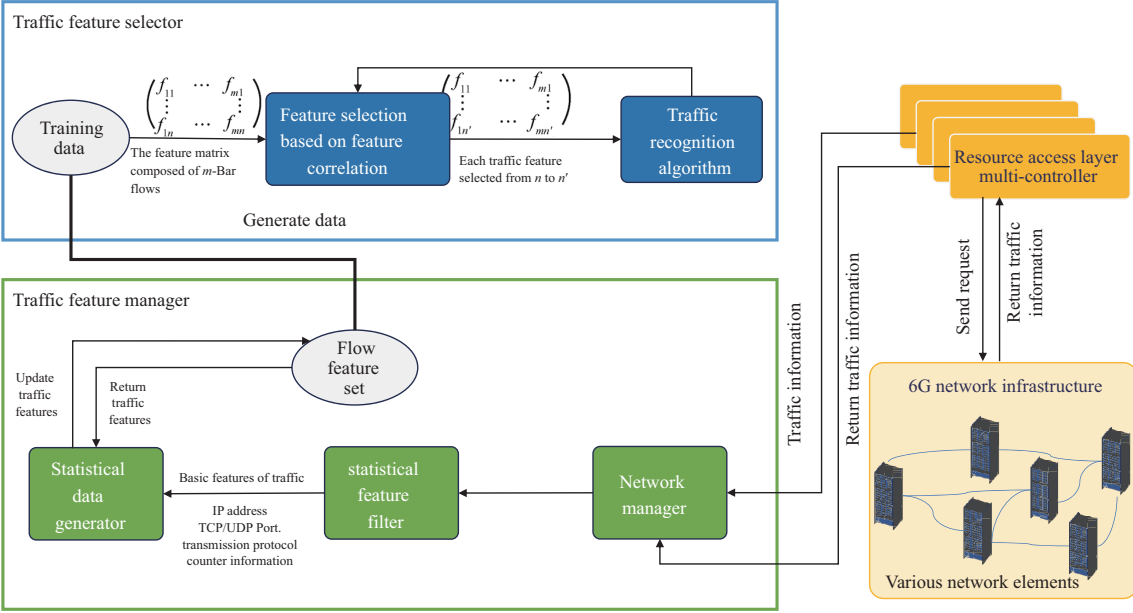 Traffic feature selector
Training
data
f11 ... fm1
f1n ... fmn
The feature matrix
composed of m-Bar
flows
Feature selection
based on feature
correlation
f11 ... fm1
f1n′ ... fmn′
Each traffic feature
selected from n to n′
Traffic
recognition
algorithm
Generate data
Resource access layer
multi-controller
Send request
Return traffic
information
Traffic information
Return traffic information
Traffic feature manager
Flow
feature
set
Update
traffic
features
Return
traffic
features
Statistical
data
generator
Basic features of traffic
IP address
TCP/UDP Port.
transmission protocol
counter information
statistical
feature
filter
Network
manager
6G network infrastructure
Various network elements